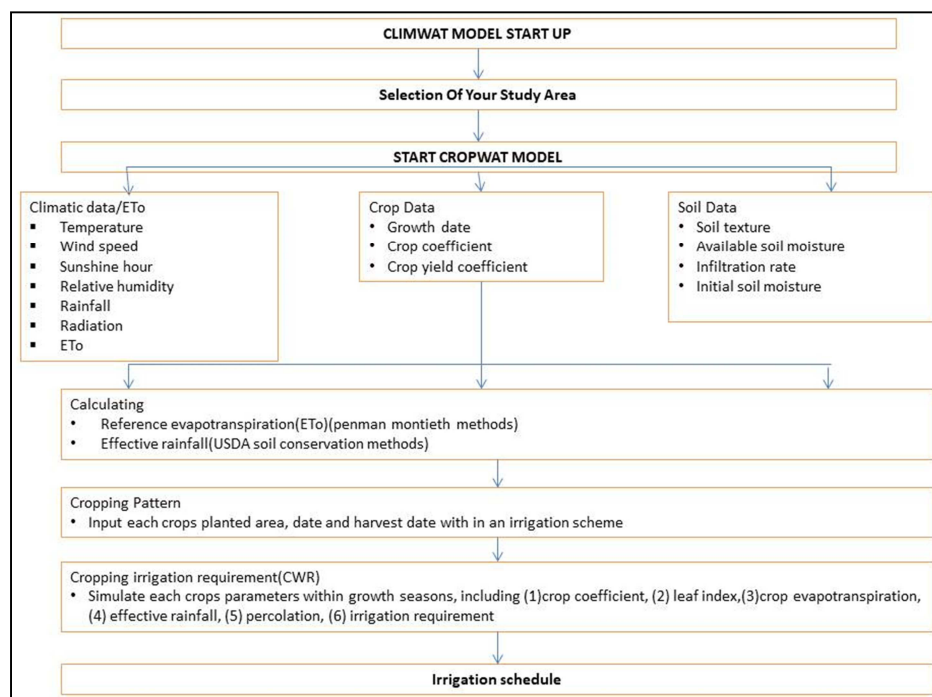 CLIMWAT MODEL START UP
Selection Of Your Study Area
START CROPWAT MODEL
Climatic data/ETo
▪ Temperature
▪ Wind speed
▪ Sunshine hour
▪ Relative humidity
▪ Rainfall
▪ Radiation
▪ ETo
Crop Data
• Growth date
• Crop coefficient
• Crop yield coefficient
Soil Data
• Soil texture
• Available soil moisture
• Infiltration rate
• Initial soil moisture
Calculating
• Reference evapotranspiration(ETo)(penman montieth methods)
• Effective rainfall(USDA soil conservation methods)
Cropping Pattern
• Input each crops planted area, date and harvest date with in an irrigation scheme
Cropping irrigation requirement(CWR)
• Simulate each crops parameters within growth seasons, including (1)crop coefficient, (2) leaf index,(3)crop evapotranspiration,
(4) effective rainfall, (5) percolation, (6) irrigation requirement
Irrigation schedule